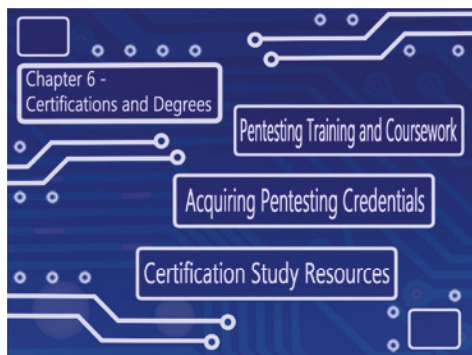 Chapter 6 -
Certifications and Degrees
Pentesting Training and Coursework
Acquiring Pentesting Credentials
Certification Study Resources